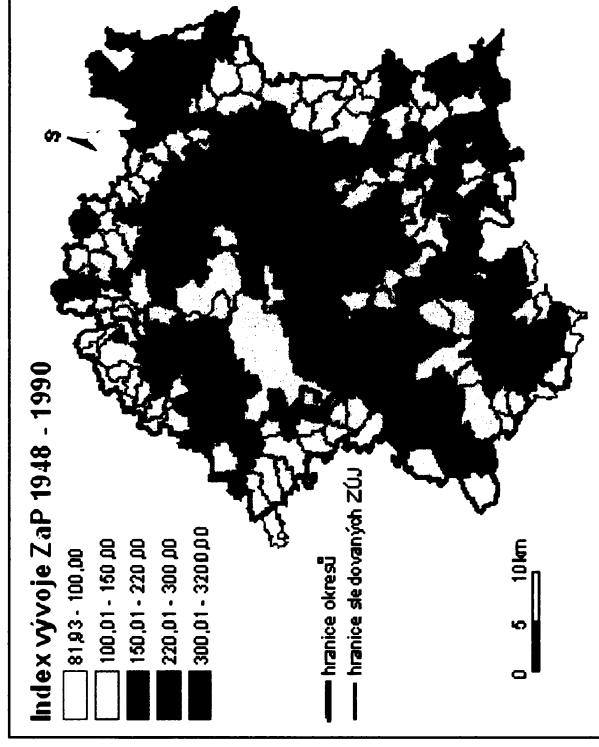 Index vývoje ZaP 1948 - 1990
81,93 - 100,00
100,01 - 150,00
150,01 - 220,00
220,01 - 300,00
300,01 - 3200,00
hranice okresů
hranice sledovaných ZÚJ
0 5 10km
S